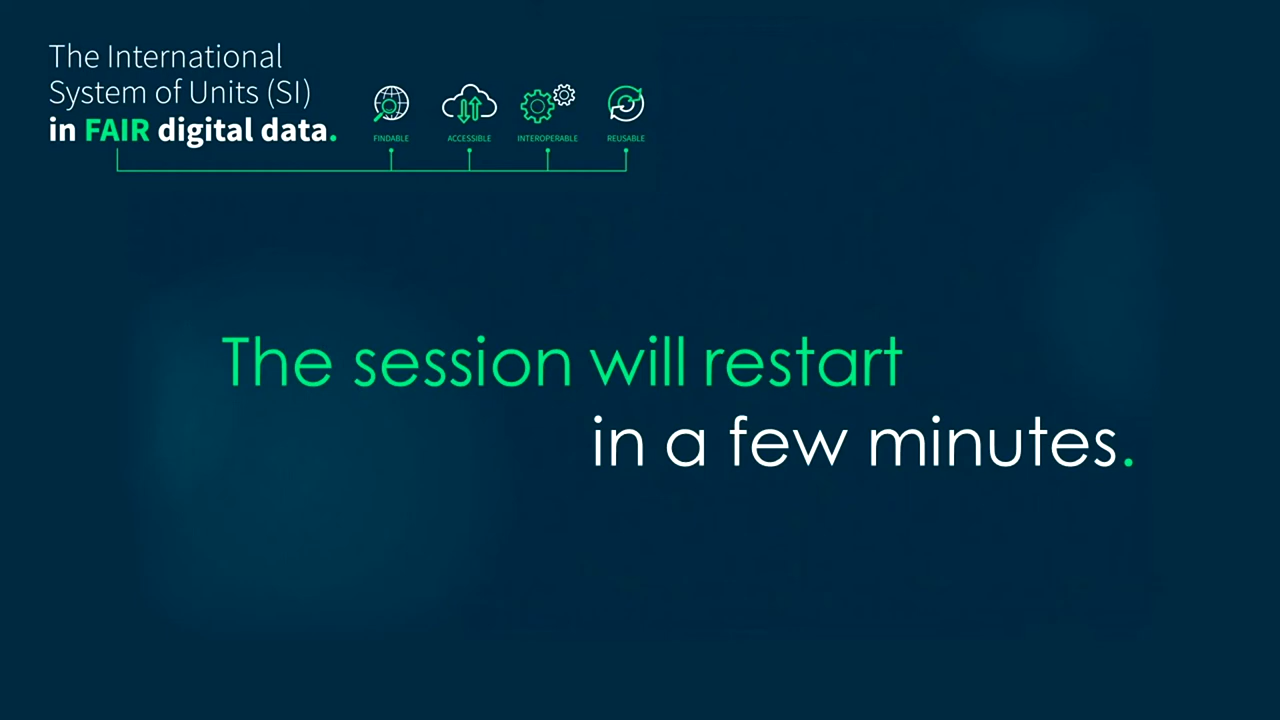 The International
System of Units (SI)
in FAIR digital data.
FINDABLE
ACCESSIBLE
INTEROPERABLE
REUSABLE
The session will restart
in a few minutes.